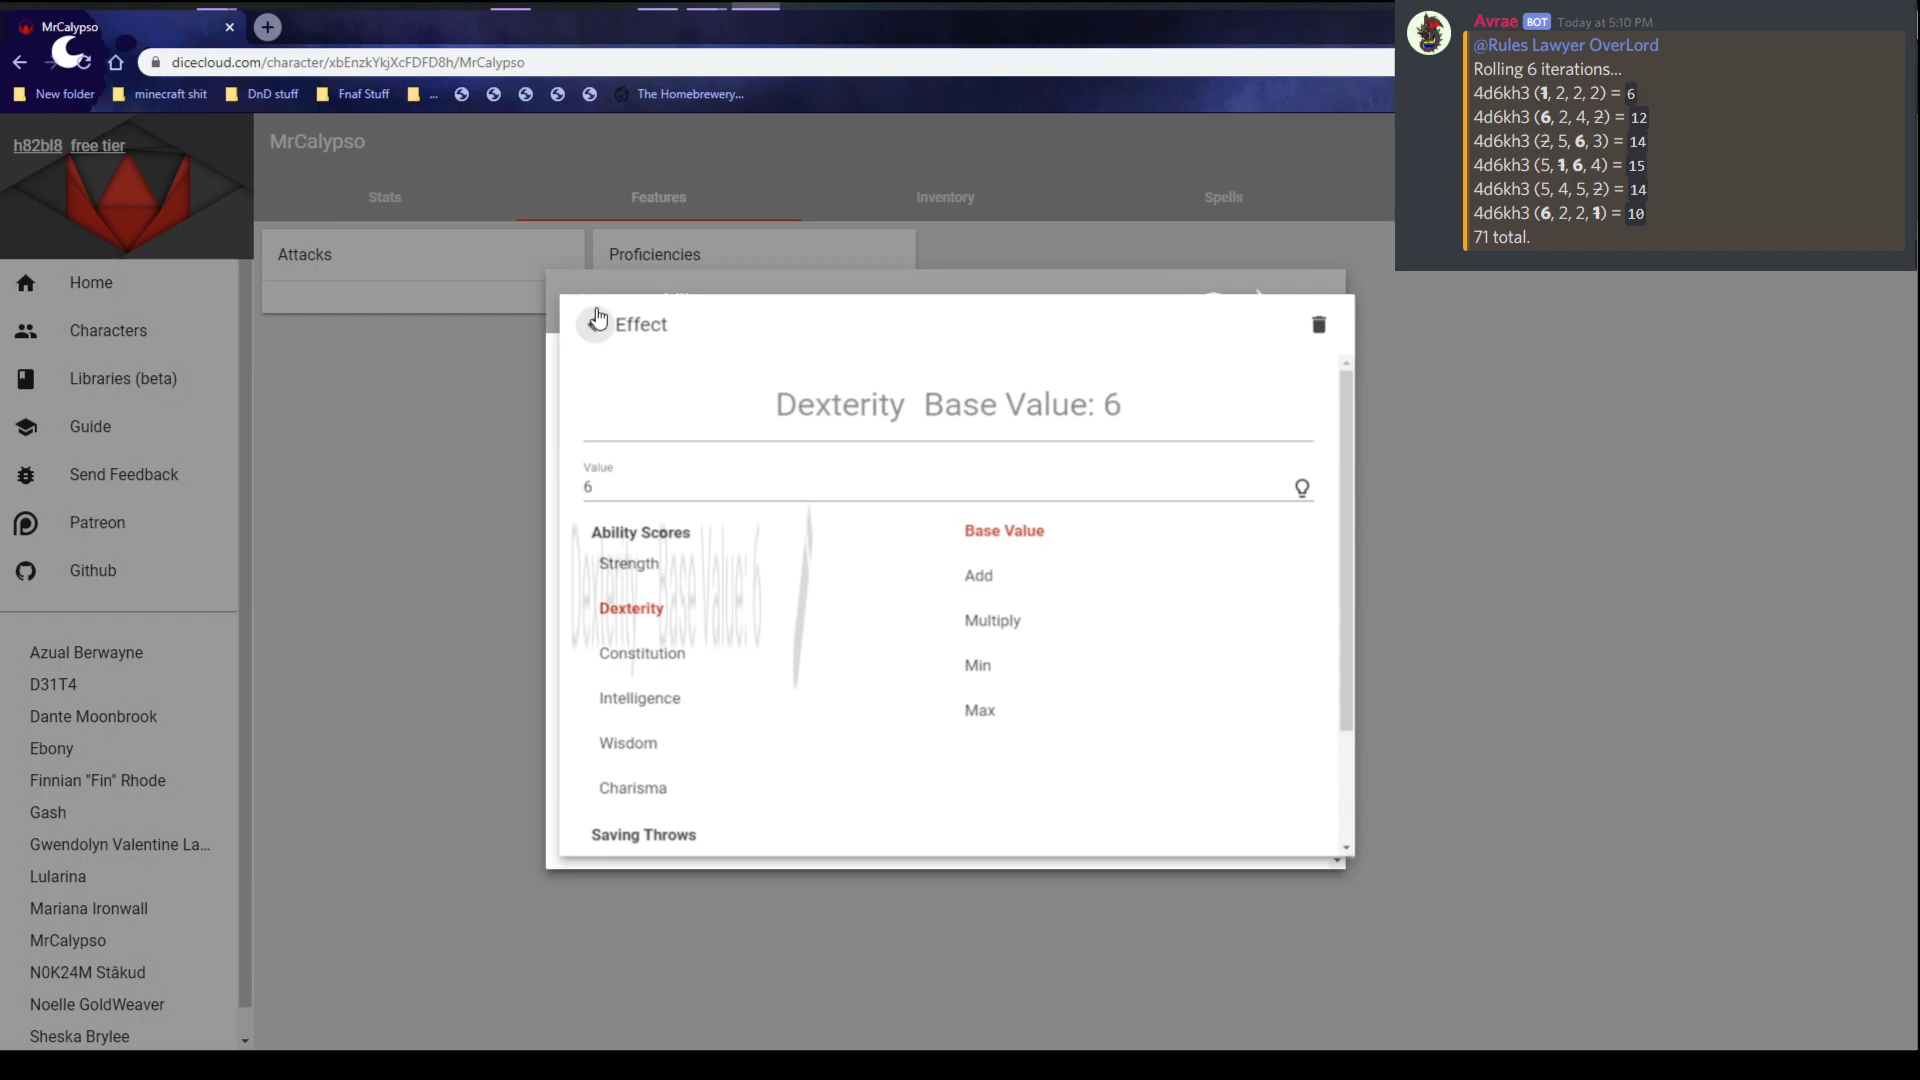 MrCalypso
dicecloud.com/character/xbEnzkYkjXcFDFD8h/MrCalypso
New folder
minecraft shit
DnD stuff
Fnaf Stuff
...
The Homebrewery...
Avrae BOT Today at 5:10 PM
@Rules Lawyer OverLord
Rolling 6 iterations...
4d6kh3 (1, 2, 2, 2) = 6
4d6kh3 (6, 2, 4, 2) = 12
4d6kh3 (2, 5, 6, 3) = 14
4d6kh3 (5, 1, 6, 4) = 15
4d6kh3 (5, 4, 5, 2) = 14
4d6kh3 (6, 2, 2, 1) = 10
71 total.
h82bl8 free tier
MrCalypso
Stats
Features
Inventory
Spells
Attacks
Proficiencies
Home
Characters
Libraries (beta)
Guide
Send Feedback
Patreon
Github
Azual Berwayne
D31T4
Dante Moonbrook
Ebony
Finnian "Fin" Rhode
Gash
Gwendolyn Valentine La...
Lularina
Mariana Ironwall
MrCalypso
N0K24M Ståkud
Noelle GoldWeaver
Sheska Brylee
Effect
Dexterity Base Value: 6
Value
6
Ability Scores
Strength
Dexterity
Constitution
Intelligence
Wisdom
Charisma
Saving Throws
Base Value
Add
Multiply
Min
Max
Dexterity Base Value: 6